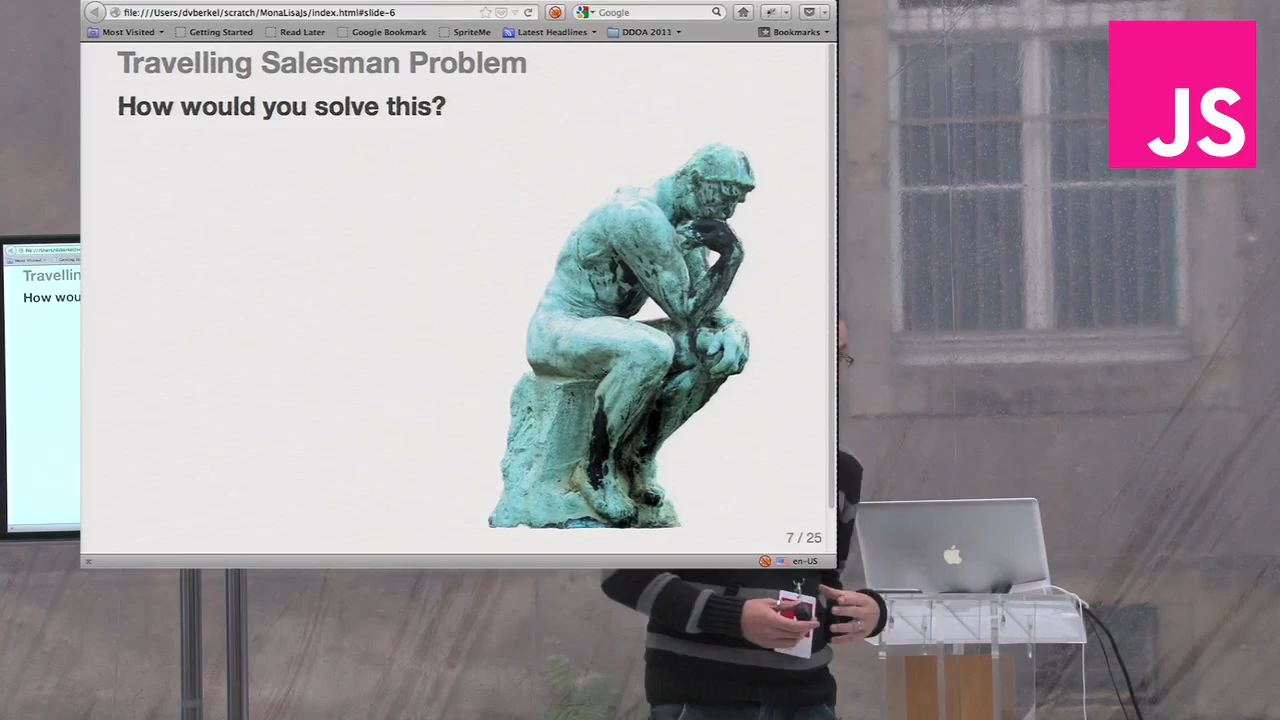 file:///Users/dvberkel/scratch/MonaLisaJs/index.html#slide-6
Google
Most Visited
Getting Started
Read Later
Google Bookmark
SpriteMe
Latest Headlines
DDOA 2011
Bookmarks
Travelling Salesman Problem
How would you solve this?
7 / 25
en-US
JS
Travellin
How wou